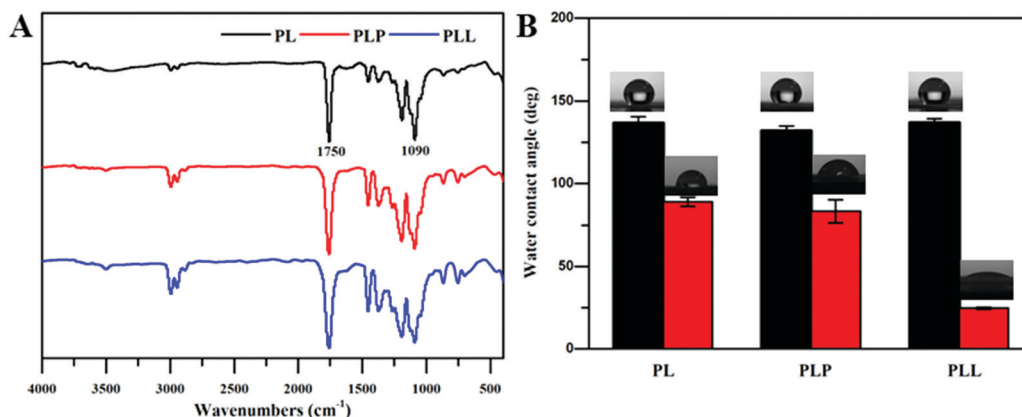 A
PL PLP PLL
1750 1090
4000 3500 3000 2500 2000 1500 1000 500
Wavenumbers (cm⁻¹)
B
Water contact angle (deg)
200
150
100
50
0
PL PLP PLL